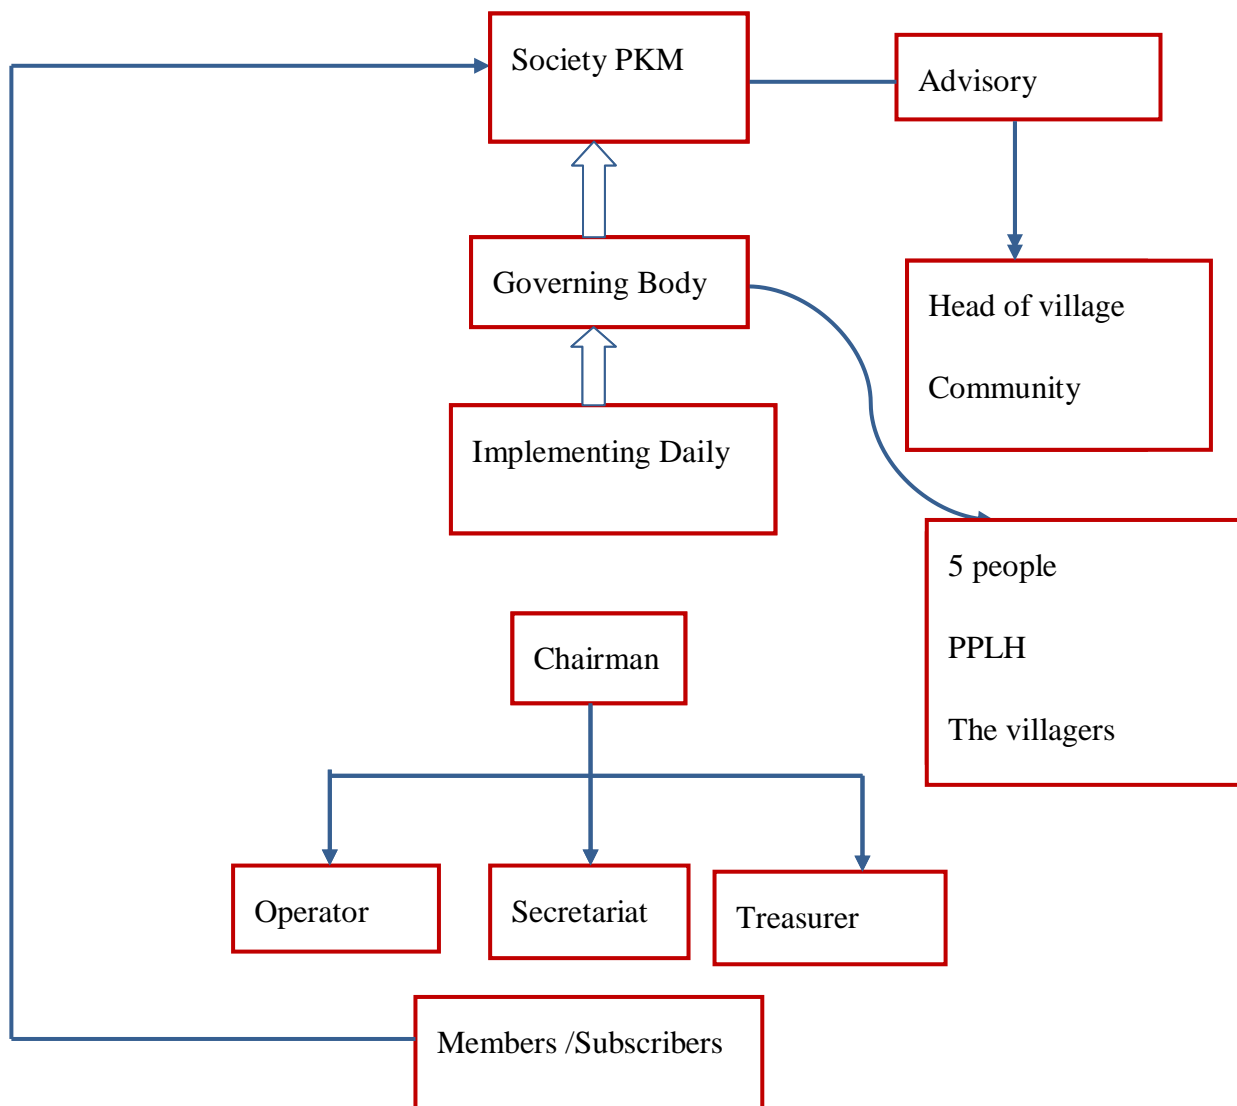 Society PKM
Advisory
Governing Body
Head of village
Community
Implementing Daily
5 people
PPLH
The villagers
Chairman
Operator
Secretariat
Treasurer
Members /Subscribers